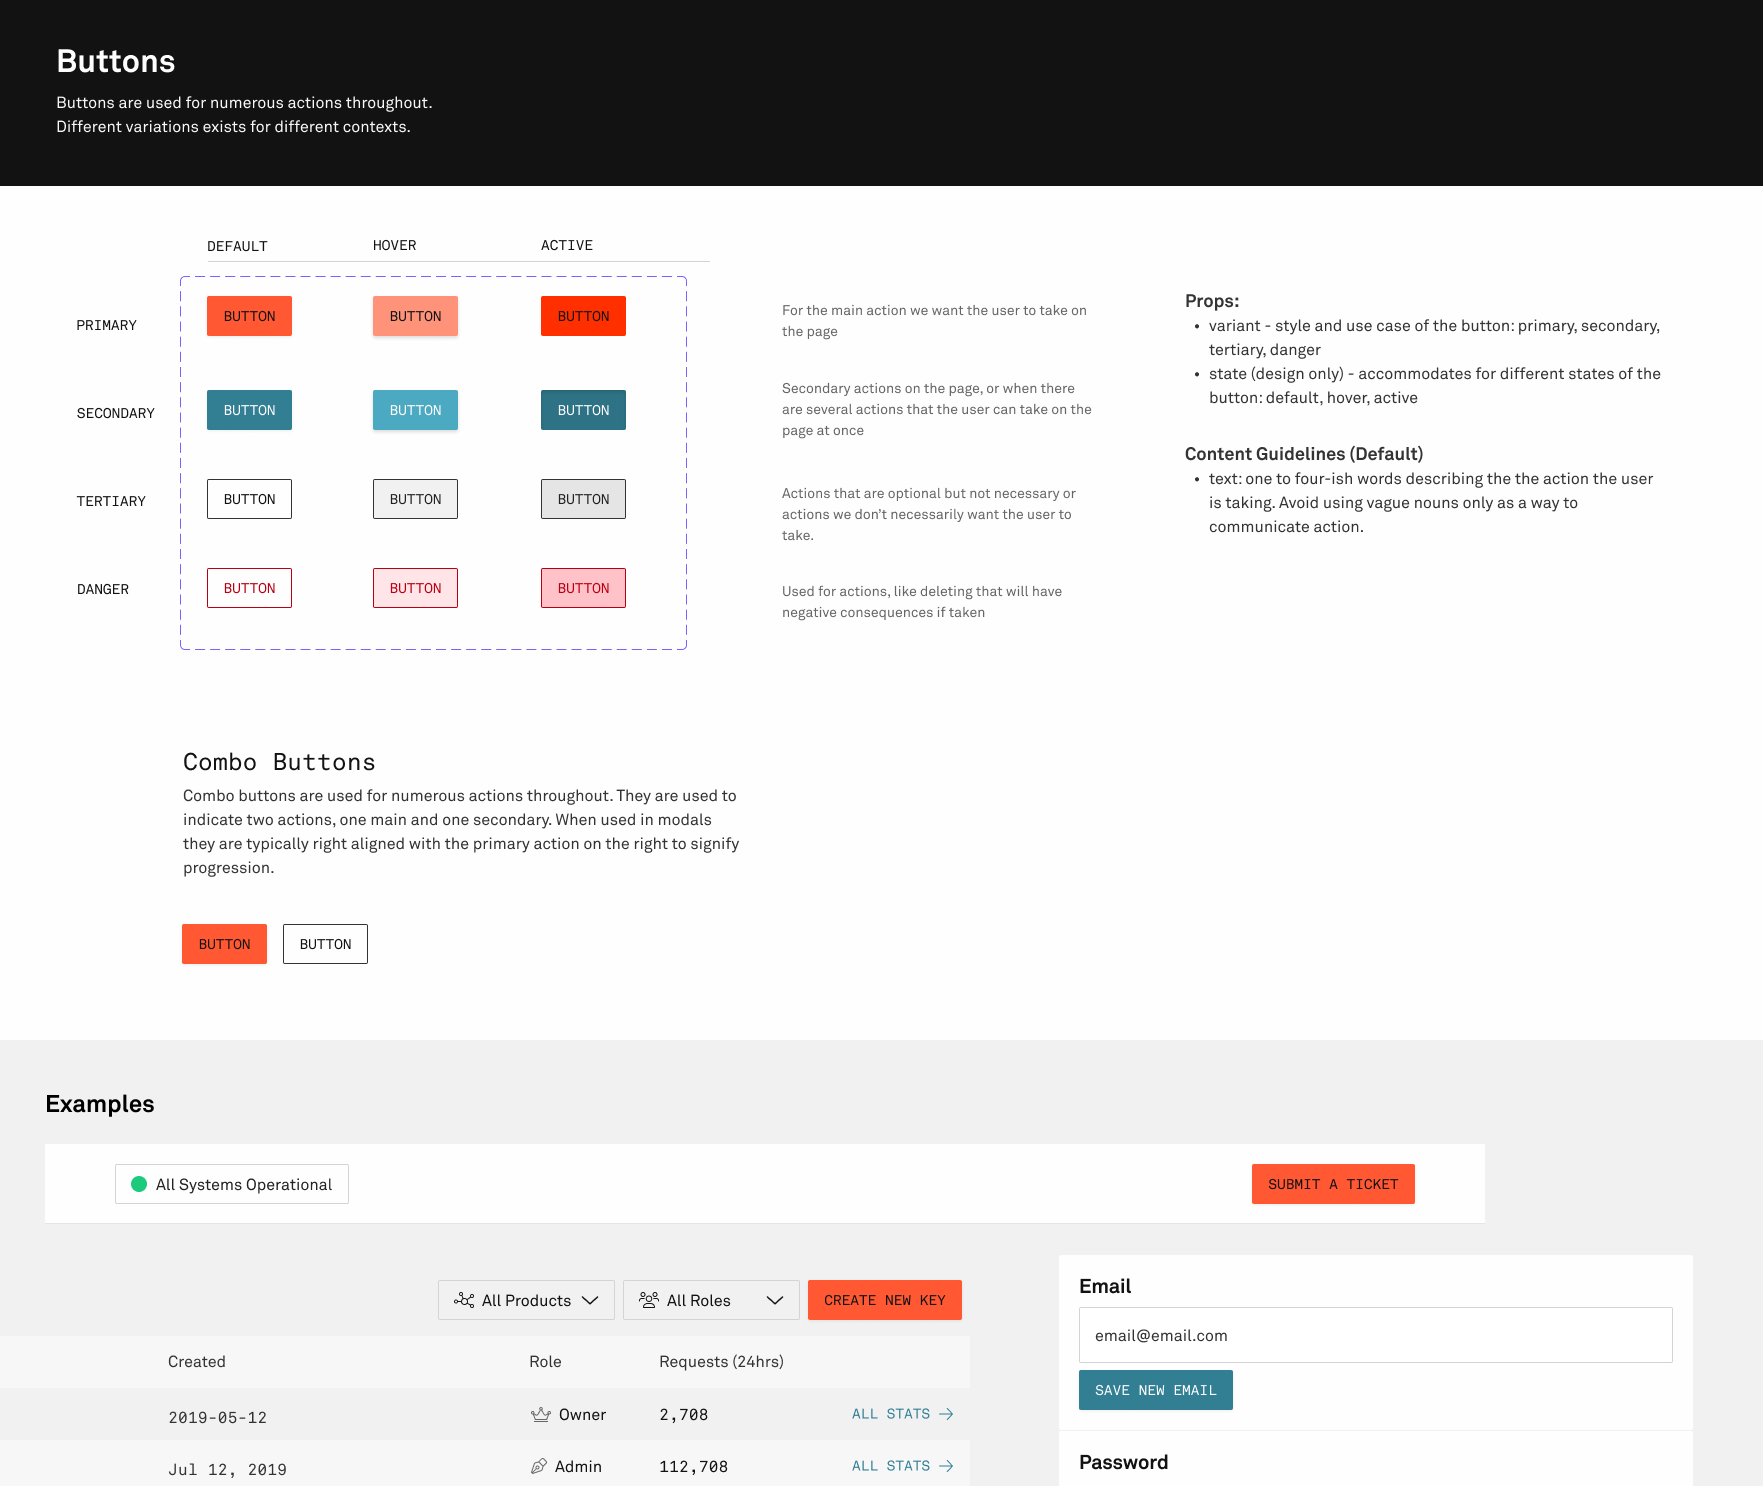 Buttons
Buttons are used for numerous actions throughout.
Different variations exists for different contexts.
DEFAULT HOVER ACTIVE
PRIMARY
BUTTON BUTTON BUTTON
For the main action we want the user to take on
the page
SECONDARY
BUTTON BUTTON BUTTON
Secondary actions on the page, or when there
are several actions that the user can take on the
page at once
TERTIARY
BUTTON BUTTON BUTTON
Actions that are optional but not necessary or
actions we don’t necessarily want the user to
take.
DANGER
BUTTON BUTTON BUTTON
Used for actions, like deleting that will have
negative consequences if taken
Props:
• variant - style and use case of the button: primary, secondary,
tertiary, danger
• state (design only) - accommodates for different states of the
button: default, hover, active
Content Guidelines (Default)
• text: one to four-ish words describing the the action the user
is taking. Avoid using vague nouns only as a way to
communicate action.
Combo Buttons
Combo buttons are used for numerous actions throughout. They are used to
indicate two actions, one main and one secondary. When used in modals
they are typically right aligned with the primary action on the right to signify
progression.
BUTTON BUTTON
Examples
All Systems Operational
SUBMIT A TICKET
All Products All Roles CREATE NEW KEY
Created Role Requests (24hrs)
2019-05-12 Owner 2,708 ALL STATS
Jul 12, 2019 Admin 112,708 ALL STATS
Email
email@email.com
SAVE NEW EMAIL
Password